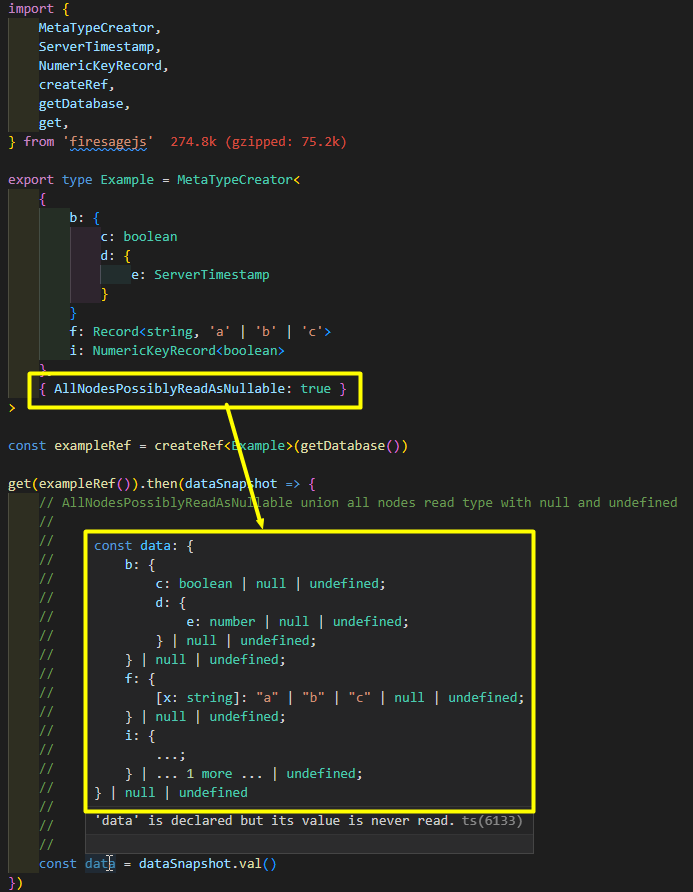 import {
    MetaTypeCreator,
    ServerTimestamp,
    NumericKeyRecord,
    createRef,
    getDatabase,
    get,
} from 'firesagejs'  274.8k (gzipped: 75.2k)
export type Example = MetaTypeCreator<
    {
        b: {
            c: boolean
            d: {
                e: ServerTimestamp
            }
        }
        f: Record<string, 'a' | 'b' | 'c'>
        i: NumericKeyRecord<boolean>
    },
    { AllNodesPossiblyReadAsNullable: true }
>
const exampleRef = createRef<Example>(getDatabase())
get(exampleRef()).then(dataSnapshot => {
    // AllNodesPossiblyReadAsNullable union all nodes read type with null and undefined
    //
    // const data: {
    //     b: {
    //         c: boolean | null | undefined;
    //         d: {
    //             e: number | null | undefined;
    //         } | null | undefined;
    //     } | null | undefined;
    //     f: {
    //         [x: string]: "a" | "b" | "c" | null | undefined;
    //     } | null | undefined;
    //     i: {
    //         ...;
    //     } | ... 1 more ... | undefined;
    // } | null | undefined
    // 'data' is declared but its value is never read. ts(6133)
    //
    const data = dataSnapshot.val()
})